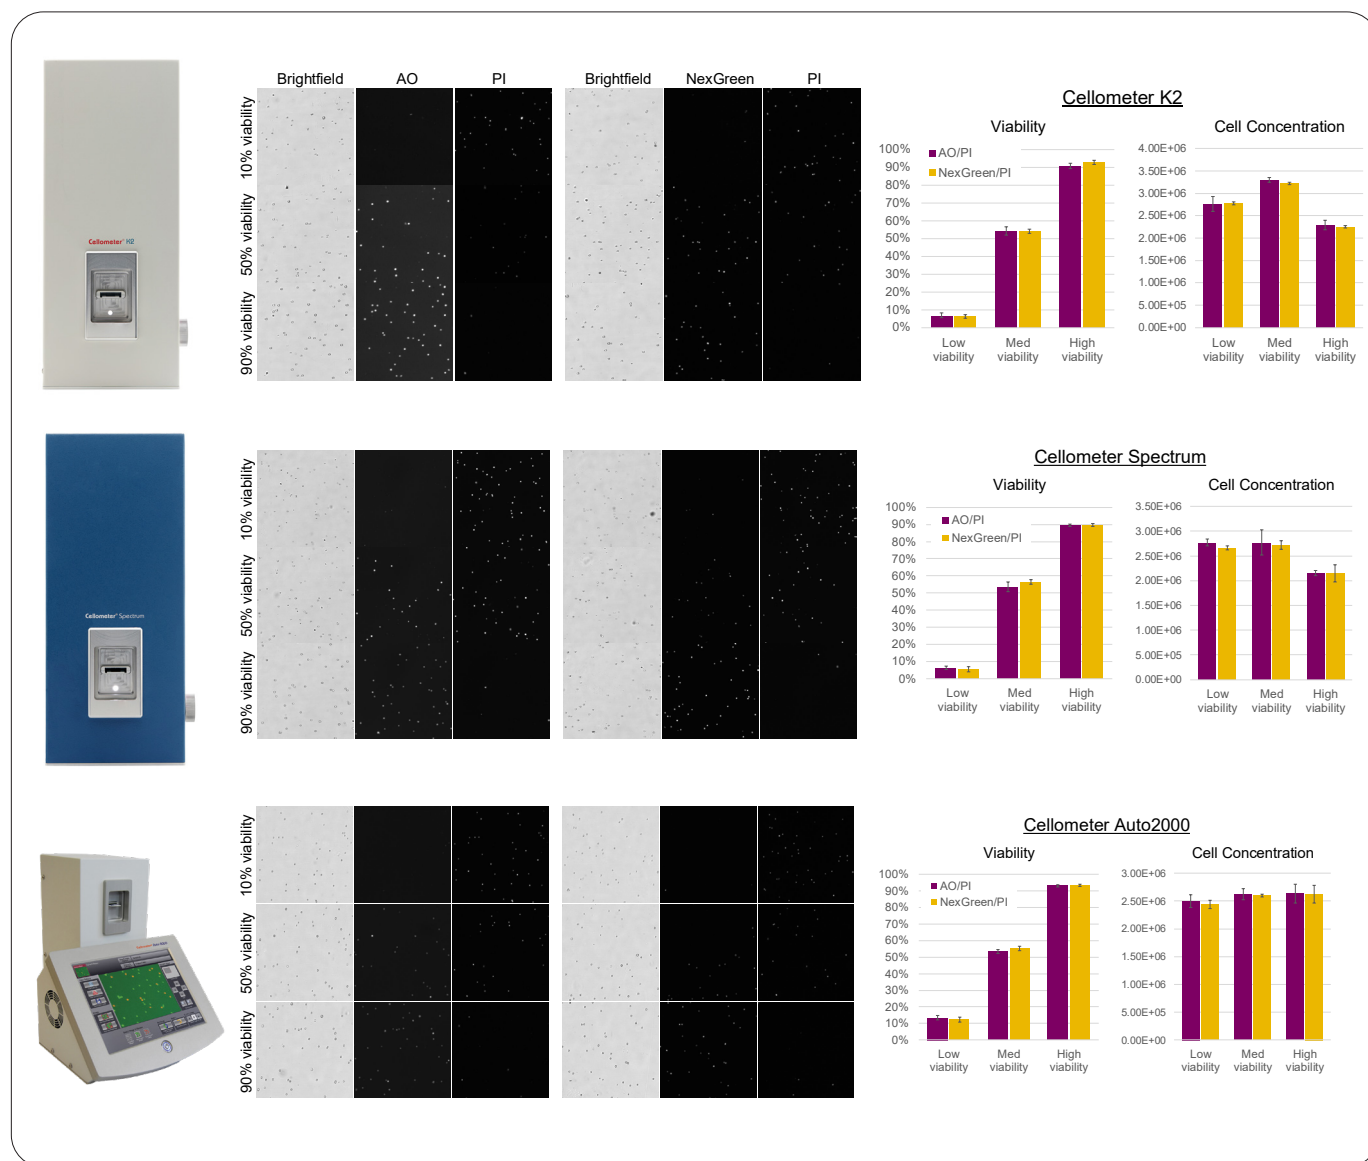 Brightfield AO PI Brightfield NexGreen PI
10% viability
50% viability
90% viability
Cellometer® K2
Cellometer K2
Viability
100%
90%
80%
70%
60%
50%
40%
30%
20%
10%
0%
AO/PI
NexGreen/PI
Low viability
Med viability
High viability
Cell Concentration
4.00E+06
3.50E+06
3.00E+06
2.50E+06
2.00E+06
1.50E+06
1.00E+06
5.00E+05
0.00E+00
Low viability
Med viability
High viability
10% viability
50% viability
90% viability
Cellometer® Spectrum
Cellometer Spectrum
Viability
100%
90%
80%
70%
60%
50%
40%
30%
20%
10%
0%
AO/PI
NexGreen/PI
Low viability
Med viability
High viability
Cell Concentration
3.50E+06
3.00E+06
2.50E+06
2.00E+06
1.50E+06
1.00E+06
5.00E+05
0.00E+00
Low viability
Med viability
High viability
10% viability
50% viability
90% viability
Cellometer Auto2000
Viability
100%
90%
80%
70%
60%
50%
40%
30%
20%
10%
0%
AO/PI
NexGreen/PI
Low viability
Med viability
High viability
Cell Concentration
3.00E+06
2.50E+06
2.00E+06
1.50E+06
1.00E+06
5.00E+05
0.00E+00
Low viability
Med viability
High viability